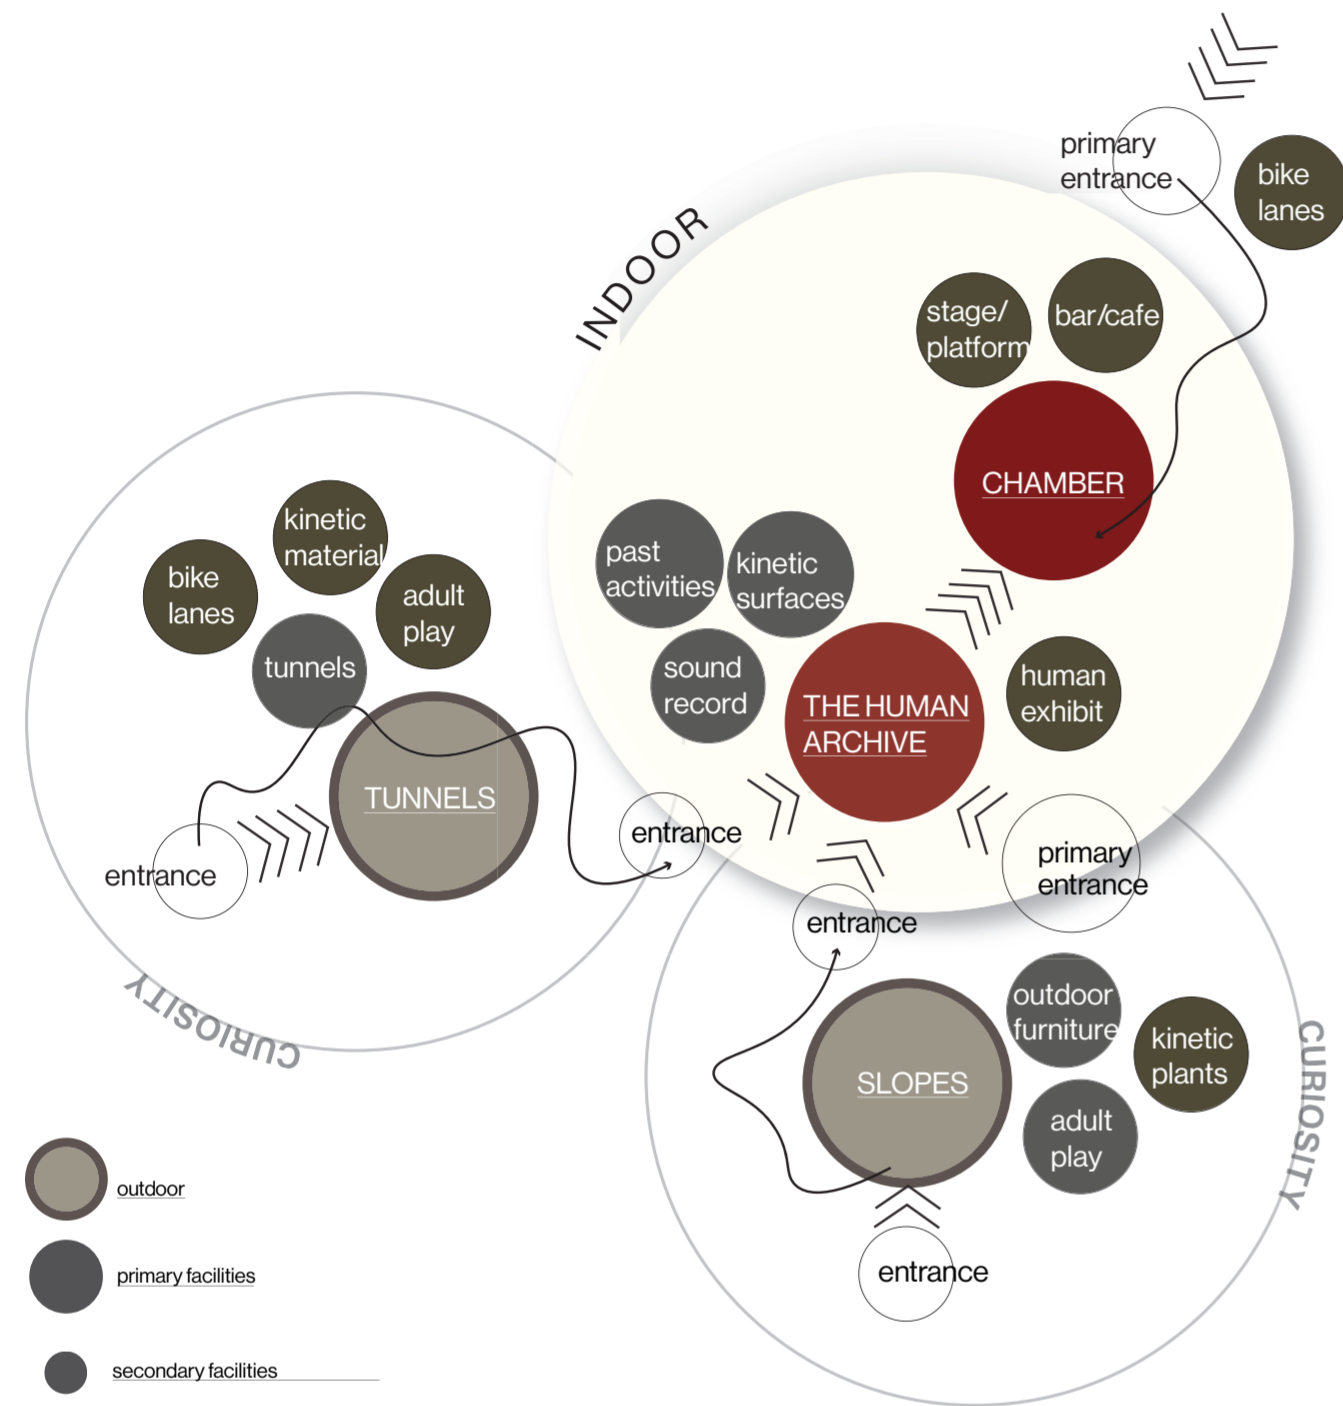 primary
entrance
bike
lanes
INDOOR
stage/
platform
bar/cafe
CHAMBER
kinetic
material
bike
lanes
adult
play
tunnels
TUNNELS
entrance
CURIOSITY
past
activities
kinetic
surfaces
sound
record
THE HUMAN
ARCHIVE
human
exhibit
entrance
primary
entrance
entrance
outdoor
furniture
kinetic
plants
SLOPES
adult
play
CURIOSITY
entrance
outdoor
primary facilities
secondary facilities